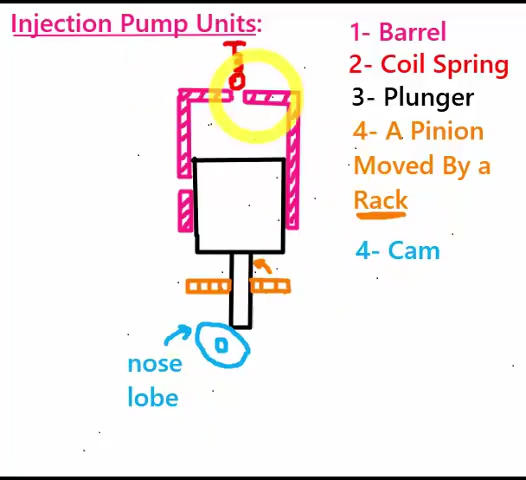 Injection Pump Units:
1- Barrel
2- Coil Spring
3- Plunger
4- A Pinion
Moved By a
Rack
4- Cam
nose
lobe